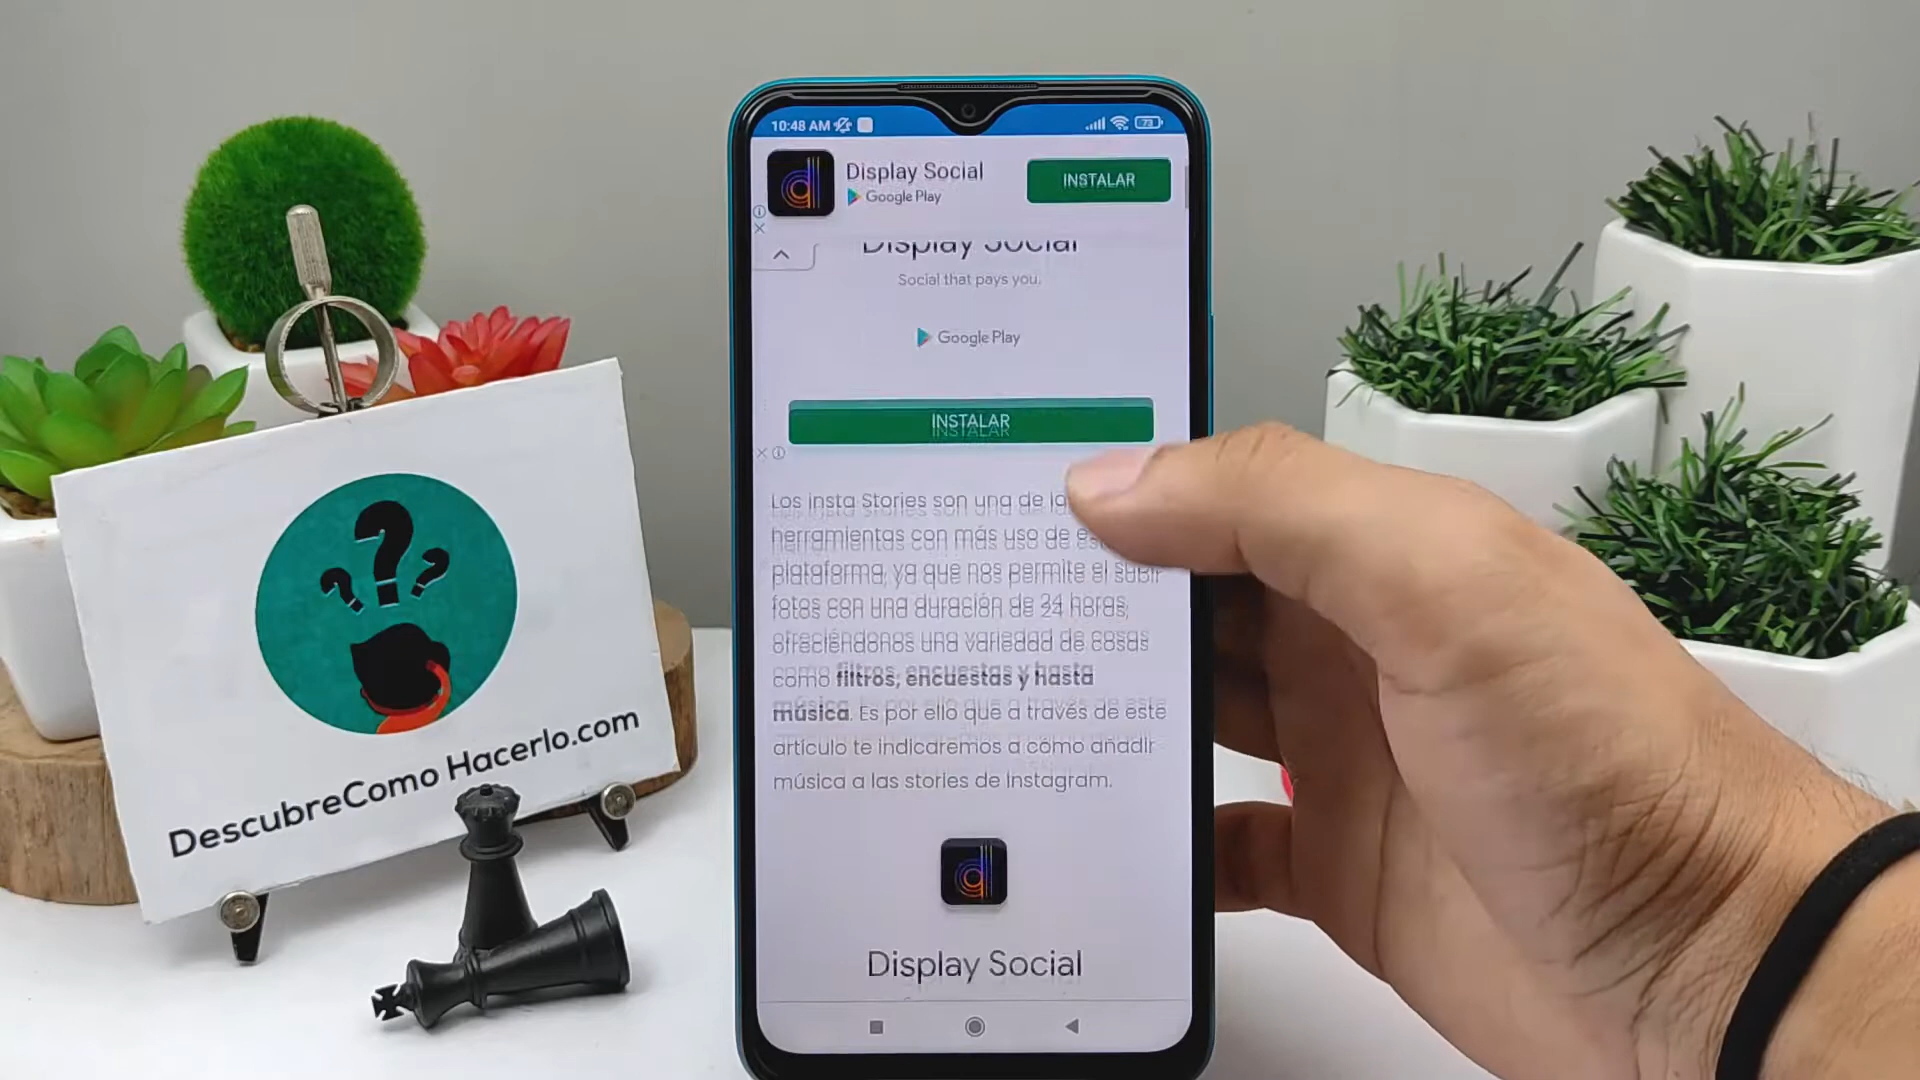 10:48 AM
73
Display Social
Google Play
INSTALAR
Display Social
Social that pays you.
Google Play
INSTALAR
Los Insta Stories son una de
herramientas con más uso de
plataforma, ya que nos permite el subir
fotos con una duración de 24 horas,
ofreciéndonos una variedad de cosas
como filtros, encuestas y hasta
música. Es por ello que a través de este
artículo te indicaremos a cómo añadir
música a las stories de Instagram.
Display Social
???
DescubreComo Hacerlo.com